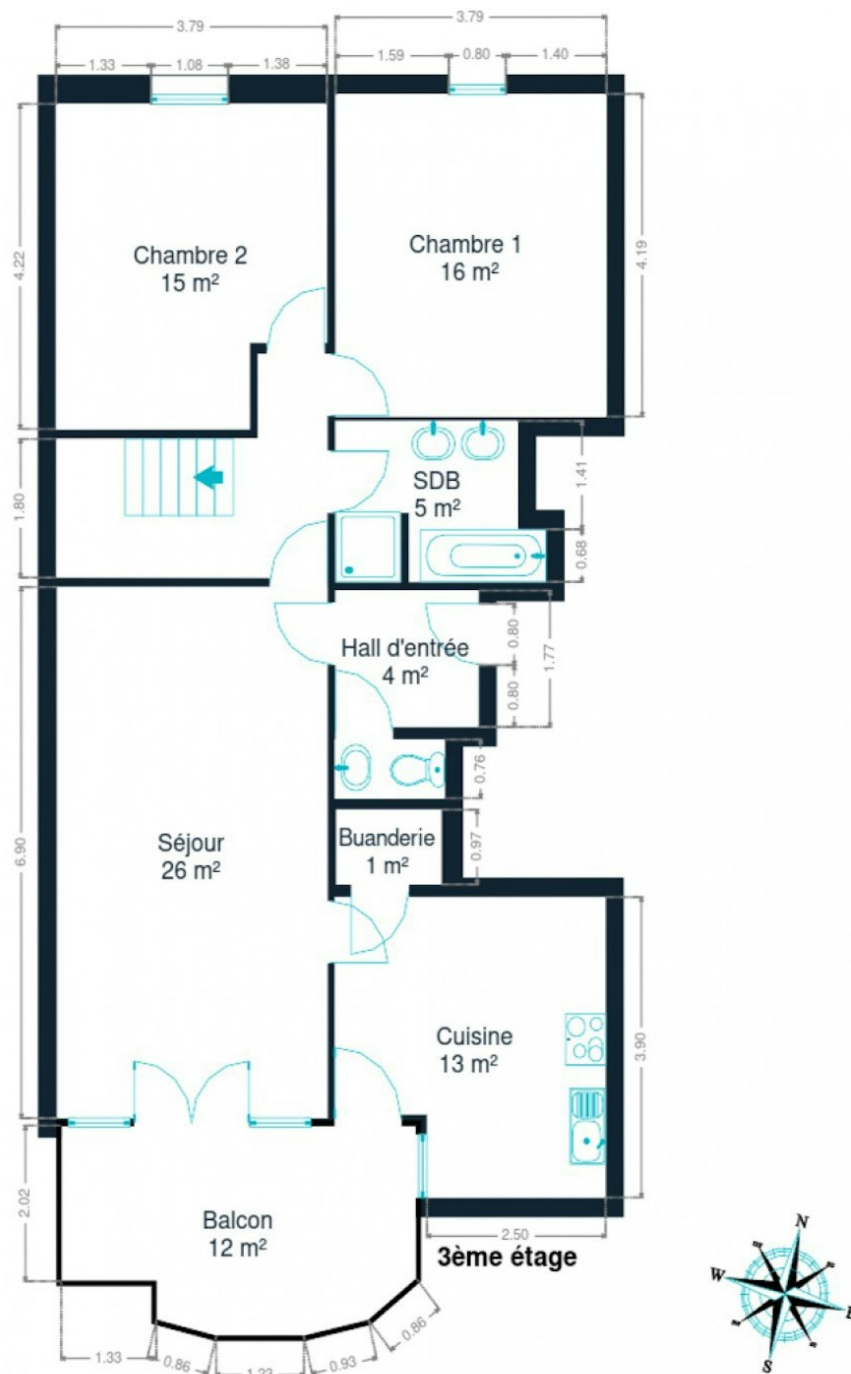 3.79
3.79
1.33
1.08
1.38
1.59
0.80
1.40
4.22
Chambre 2
15 m²
Chambre 1
16 m²
4.19
1.80
SDB
5 m²
1.41
0.68
Hall d'entrée
4 m²
0.80
0.80
1.77
0.76
6.90
Séjour
26 m²
Buanderie
1 m²
0.97
Cuisine
13 m²
3.90
2.02
Balcon
12 m²
2.50
3ème étage
1.33
0.86
0.93
0.86
N
W
E
S